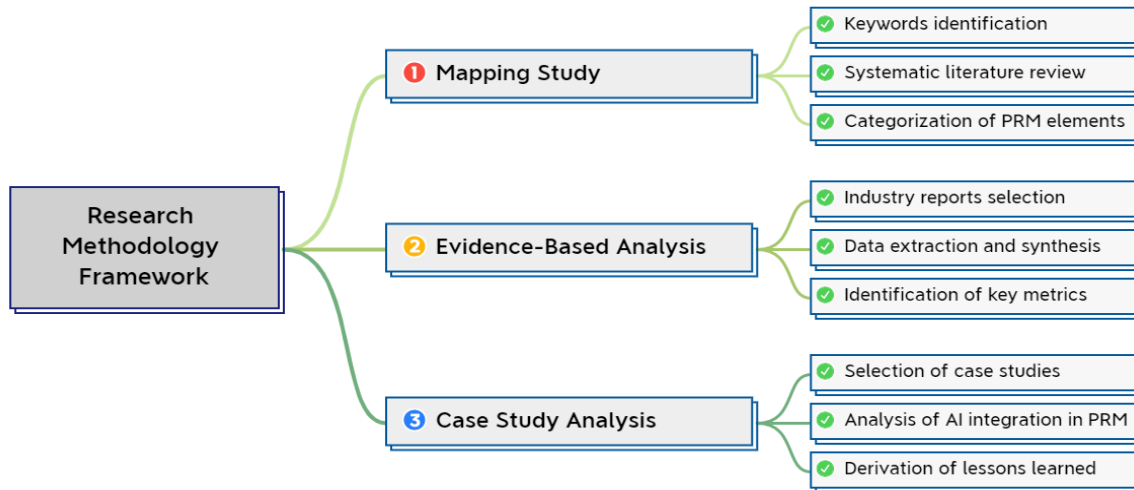 Research
Methodology
Framework
1 Mapping Study
Keywords identification
Systematic literature review
Categorization of PRM elements
2 Evidence-Based Analysis
Industry reports selection
Data extraction and synthesis
Identification of key metrics
3 Case Study Analysis
Selection of case studies
Analysis of AI integration in PRM
Derivation of lessons learned